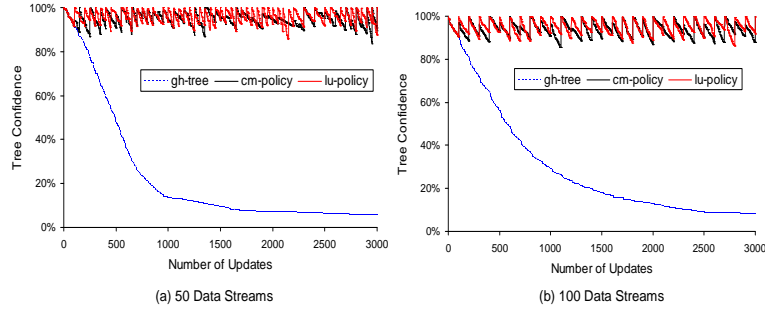 100%
80%
60%
40%
20%
0%
Tree Confidence
gh-tree cm-policy lu-policy
0 500 1000 1500 2000 2500 3000
Number of Updates
(a) 50 Data Streams
100%
80%
60%
40%
20%
0%
Tree Confidence
gh-tree cm-policy lu-policy
0 500 1000 1500 2000 2500 3000
Number of Updates
(b) 100 Data Streams